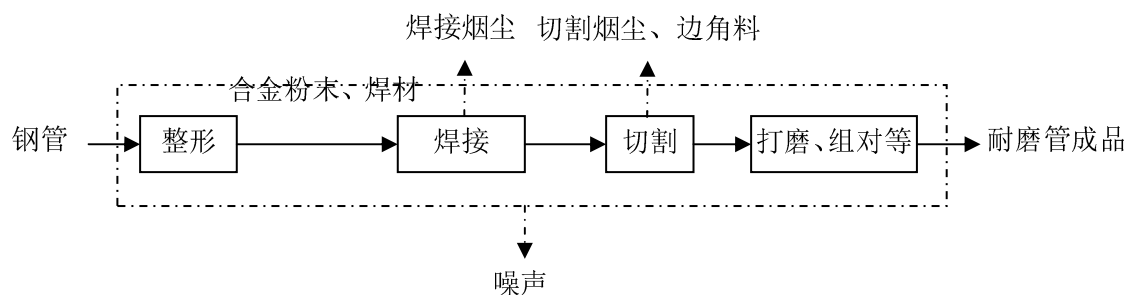 焊接烟尘 切割烟尘、边角料
合金粉末、焊材
钢管 整形 焊接 切割 打磨、组对等 耐磨管成品
噪声